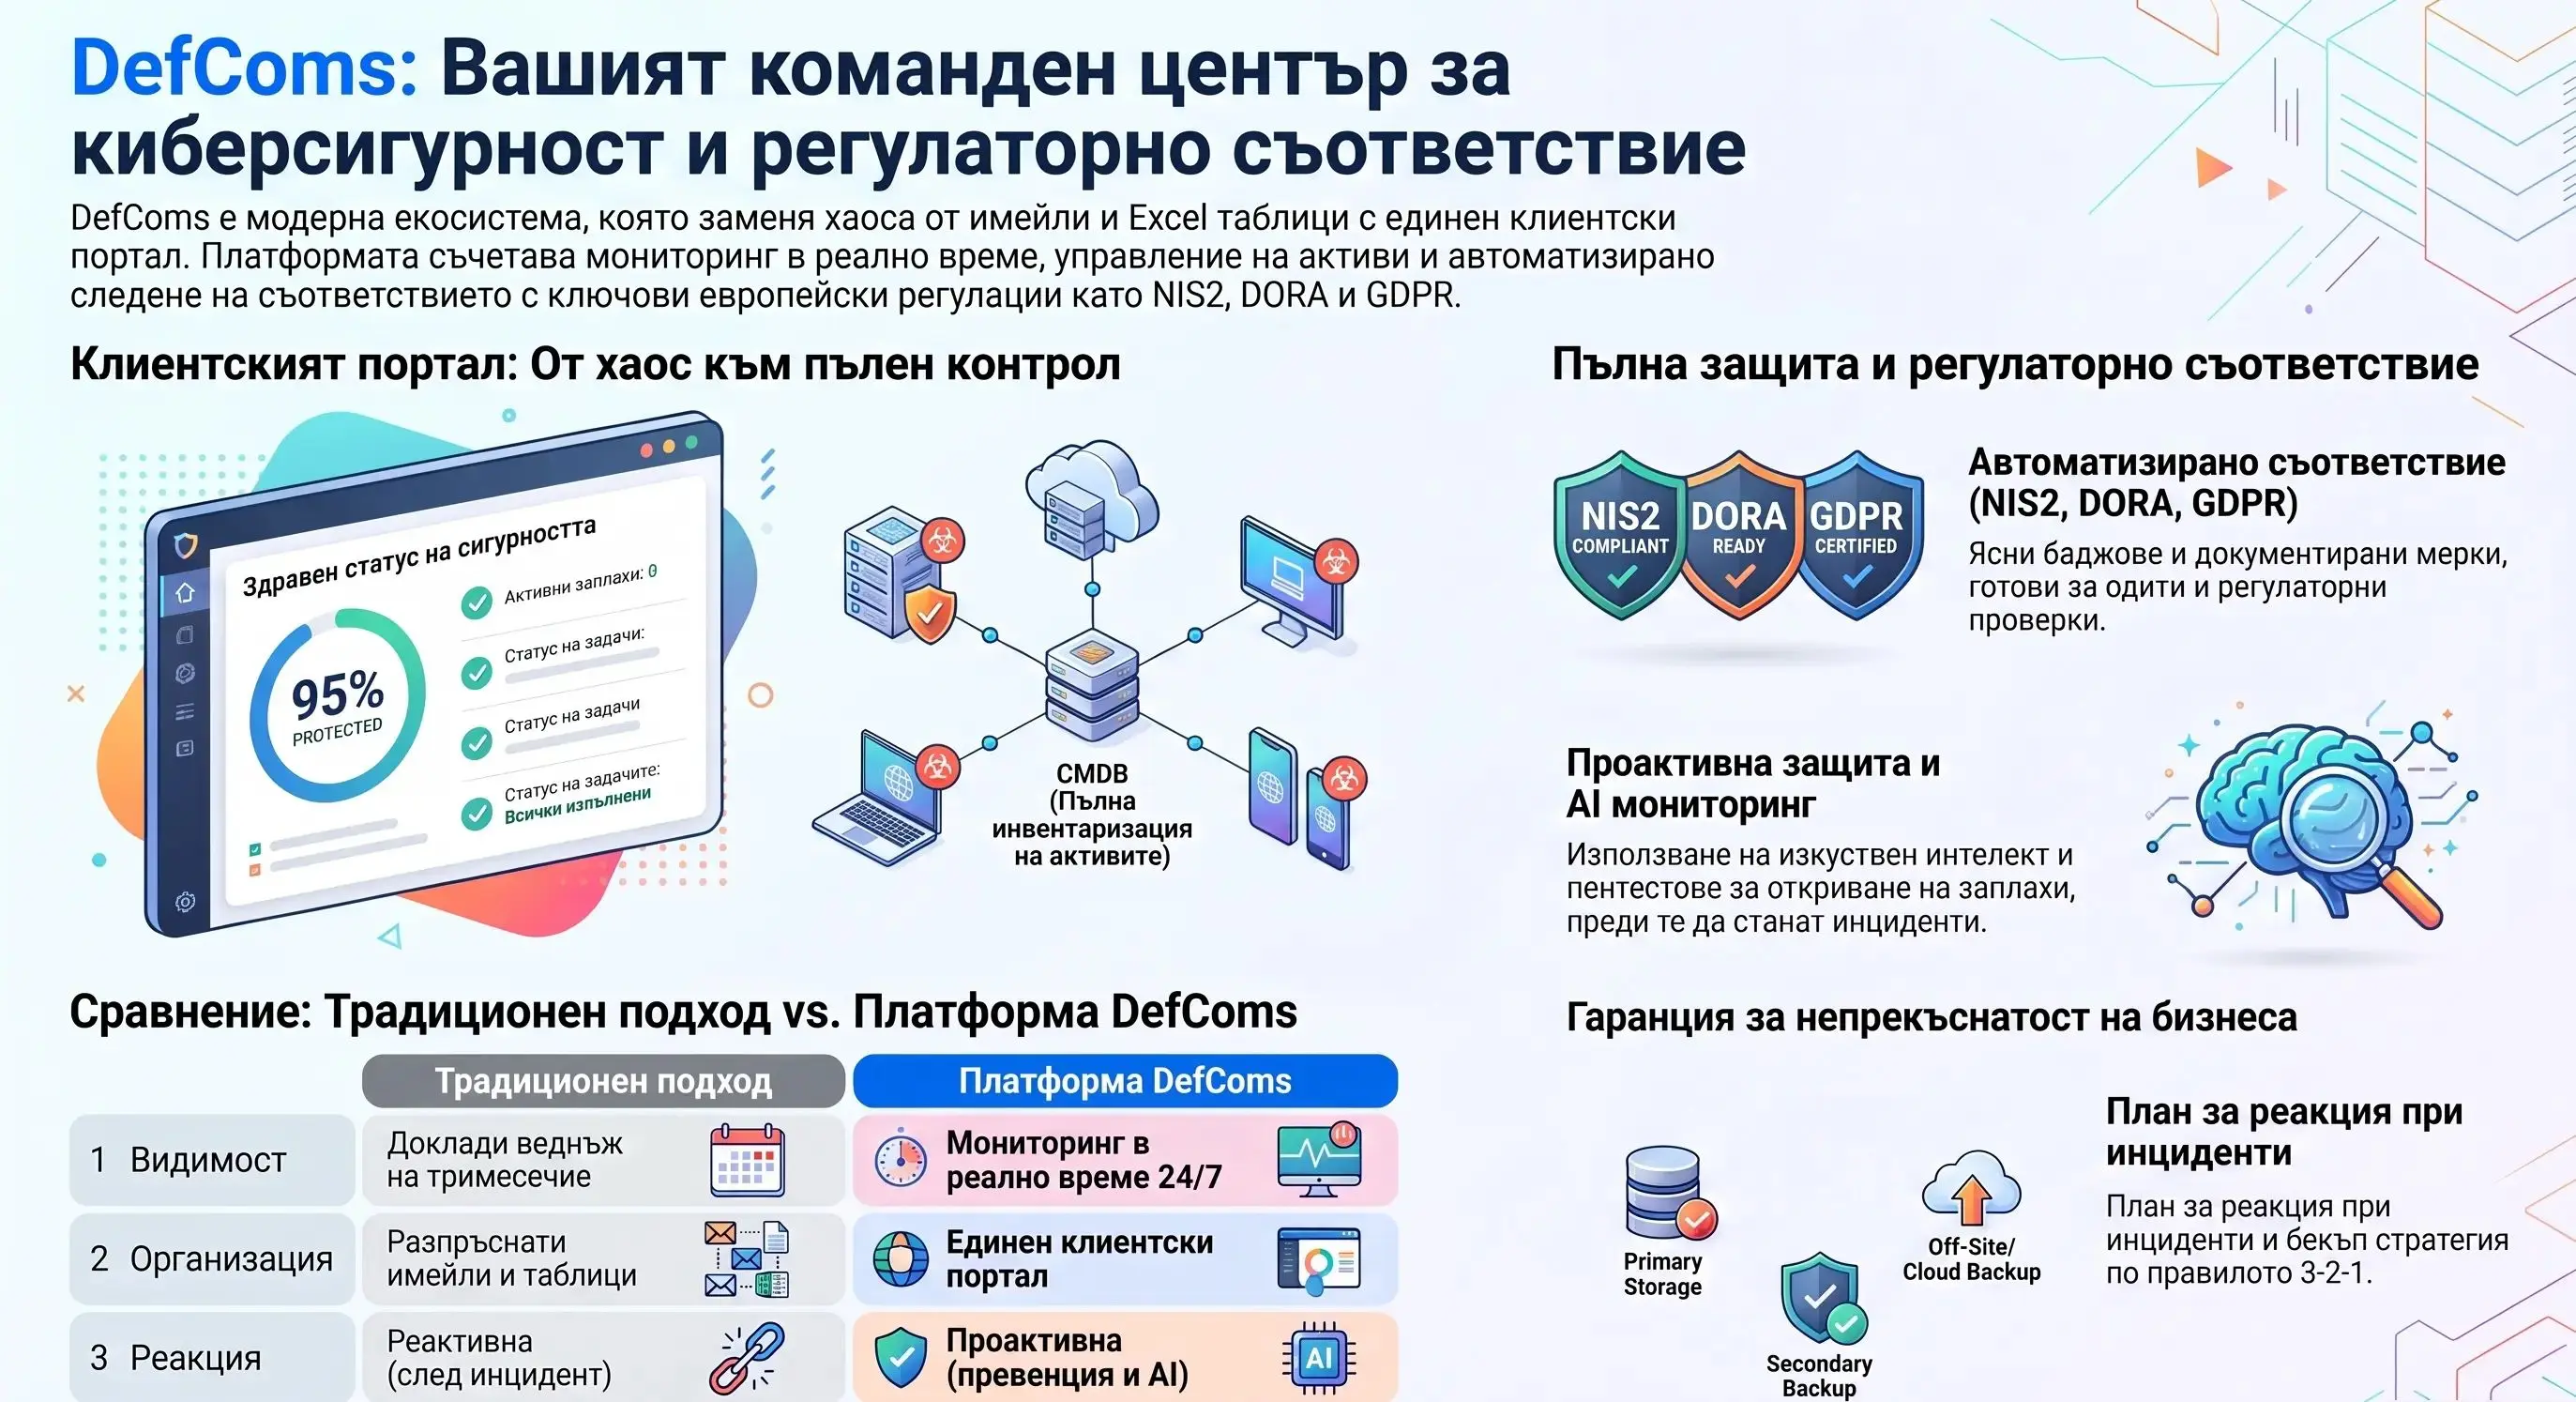 DefComs: Вашият команден център за
киберсигурност и регулаторно съответствие
DefComs е модерна екосистема, която заменя хаоса от имейли и Excel таблици с единен клиентски
портал. Платформата съчетава мониторинг в реално време, управление на активи и автоматизирано
следене на съответствието с ключови европейски регулации като NIS2, DORA и GDPR.
Клиентският портал: От хаос към пълен контрол
Здравен статус на сигурността
95%
PROTECTED
Активни заплахи: 0
Статус на задачи:
Статус на задачи
Статус на задачите:
Всички изпълнени
CMDB
(Пълна
инвентаризация
на активите)
Пълна защита и регулаторно съответствие
NIS2
COMPLIANT
DORA
READY
GDPR
CERTIFIED
Автоматизирано съответствие
(NIS2, DORA, GDPR)
Ясни баджове и документирани мерки,
готови за одити и регулаторни
проверки.
Проактивна защита и
AI мониторинг
Използване на изкуствен интелект и
пентестове за откриване на заплахи,
преди те да станат инциденти.
Сравнение: Традиционен подход vs. Платформа DefComs
Традиционен подход
Платформа DefComs
1 Видимост
Доклади веднъж
на тримесечие
Мониторинг в
реално време 24/7
2 Организация
Разпръснати
имейли и таблици
Единен клиентски
портал
3 Реакция
Реактивна
(след инцидент)
Проактивна
(превенция и AI)
AI
Гаранция за непрекъснатост на бизнеса
Primary
Storage
Secondary
Backup
Off-Site/
Cloud Backup
План за реакция при
инциденти
План за реакция при
инциденти и бекъп стратегия
по правилото 3-2-1.